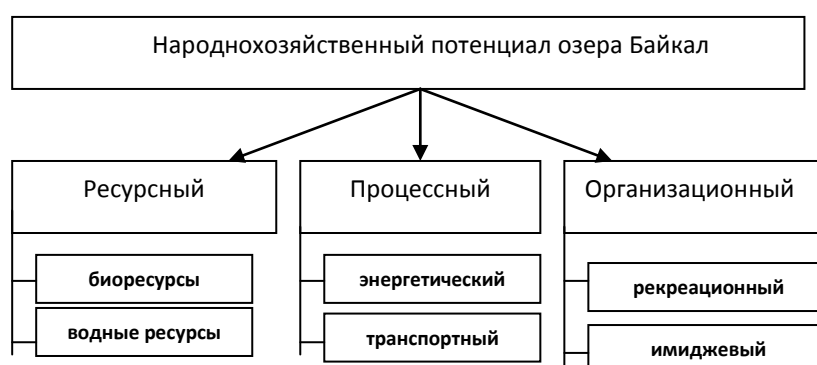 Народнохозяйственный потенциал озера Байкал
Ресурсный
Процессный
Организационный
биоресурсы
энергетический
рекреационный
водные ресурсы
транспортный
имиджевый